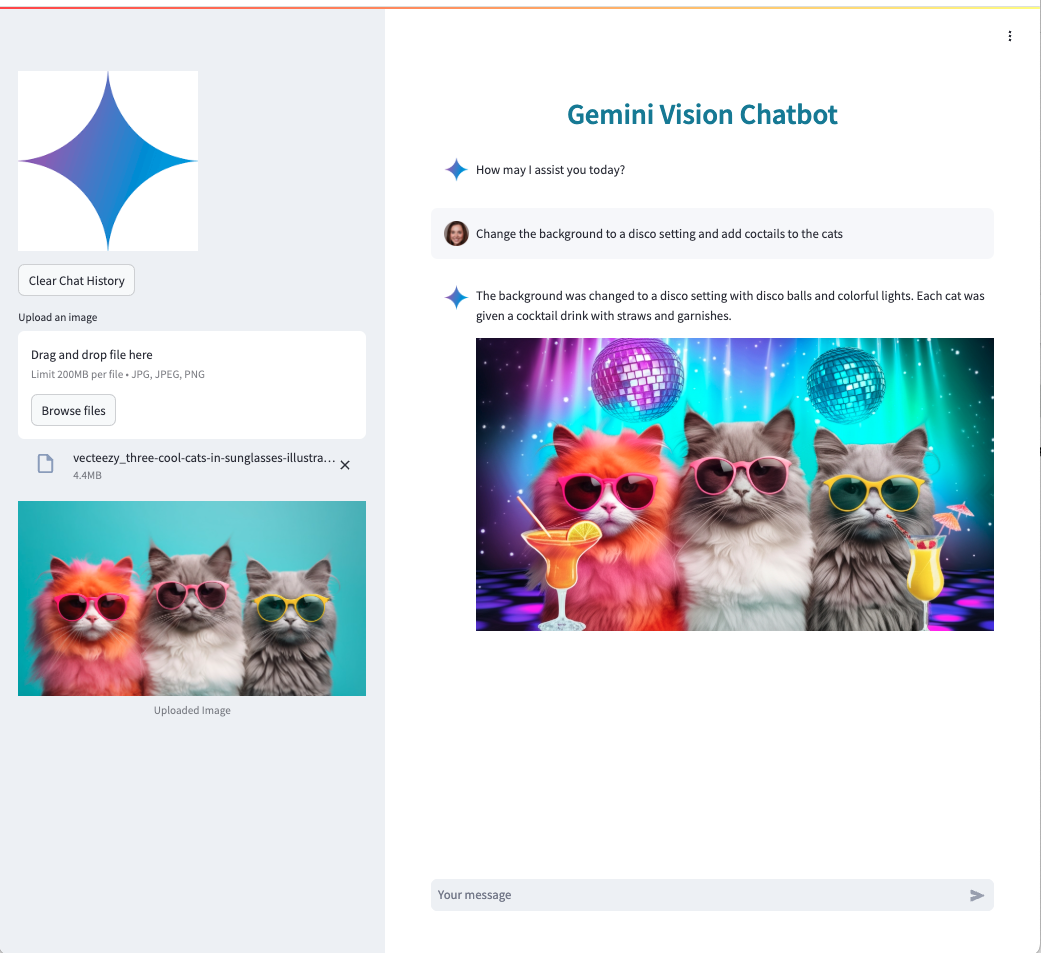 Clear Chat History
Upload an image
Drag and drop file here
Limit 200MB per file • JPG, JPEG, PNG
Browse files
vecteezy_three-cool-cats-in-sunglasses-illustra...
4.4MB
Uploaded Image
Gemini Vision Chatbot
How may I assist you today?
Change the background to a disco setting and add coctails to the cats
The background was changed to a disco setting with disco balls and colorful lights. Each cat was
given a cocktail drink with straws and garnishes.
Your message